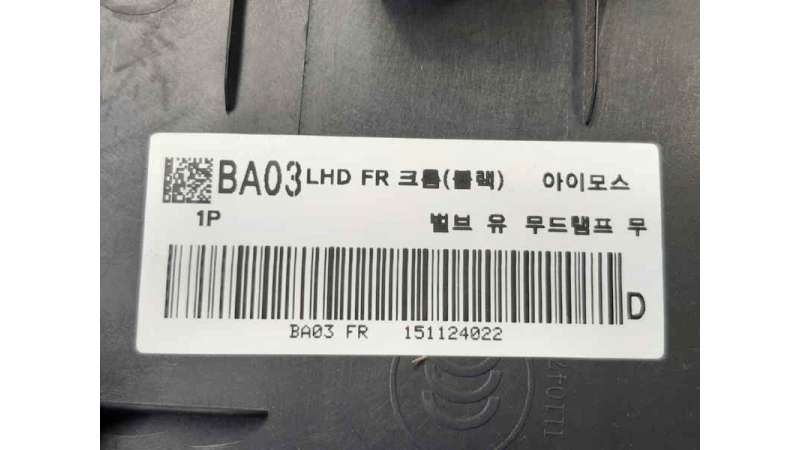 BA03 LHD FR 크롬(블랙) 아이모스
1P 벌브 유 무드램프 무
D
BA03 FR 151124022